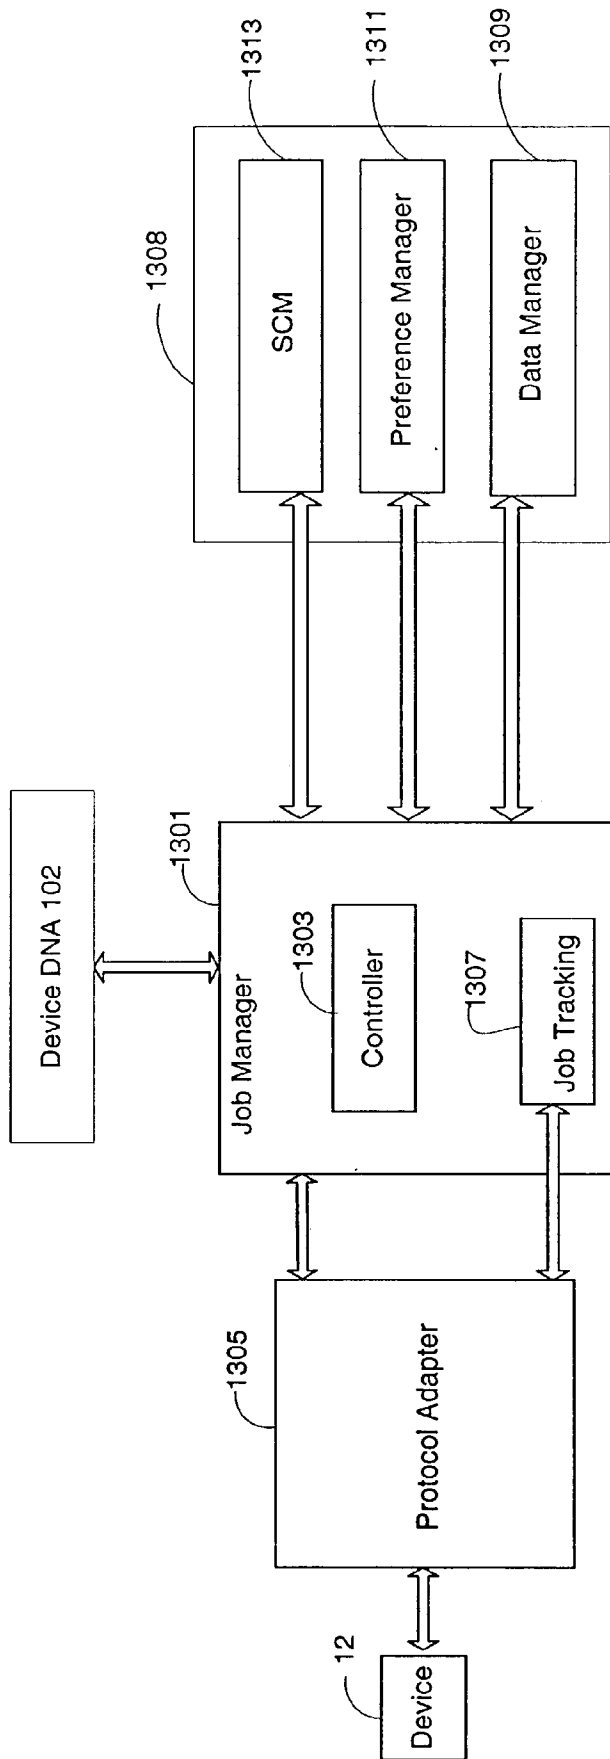 Device DNA 102
1308
1313
SCM
1311
Preference Manager
1309
Data Manager
1301
Job Manager
1303
Controller
1307
Job Tracking
1305
Protocol Adapter
12
Device